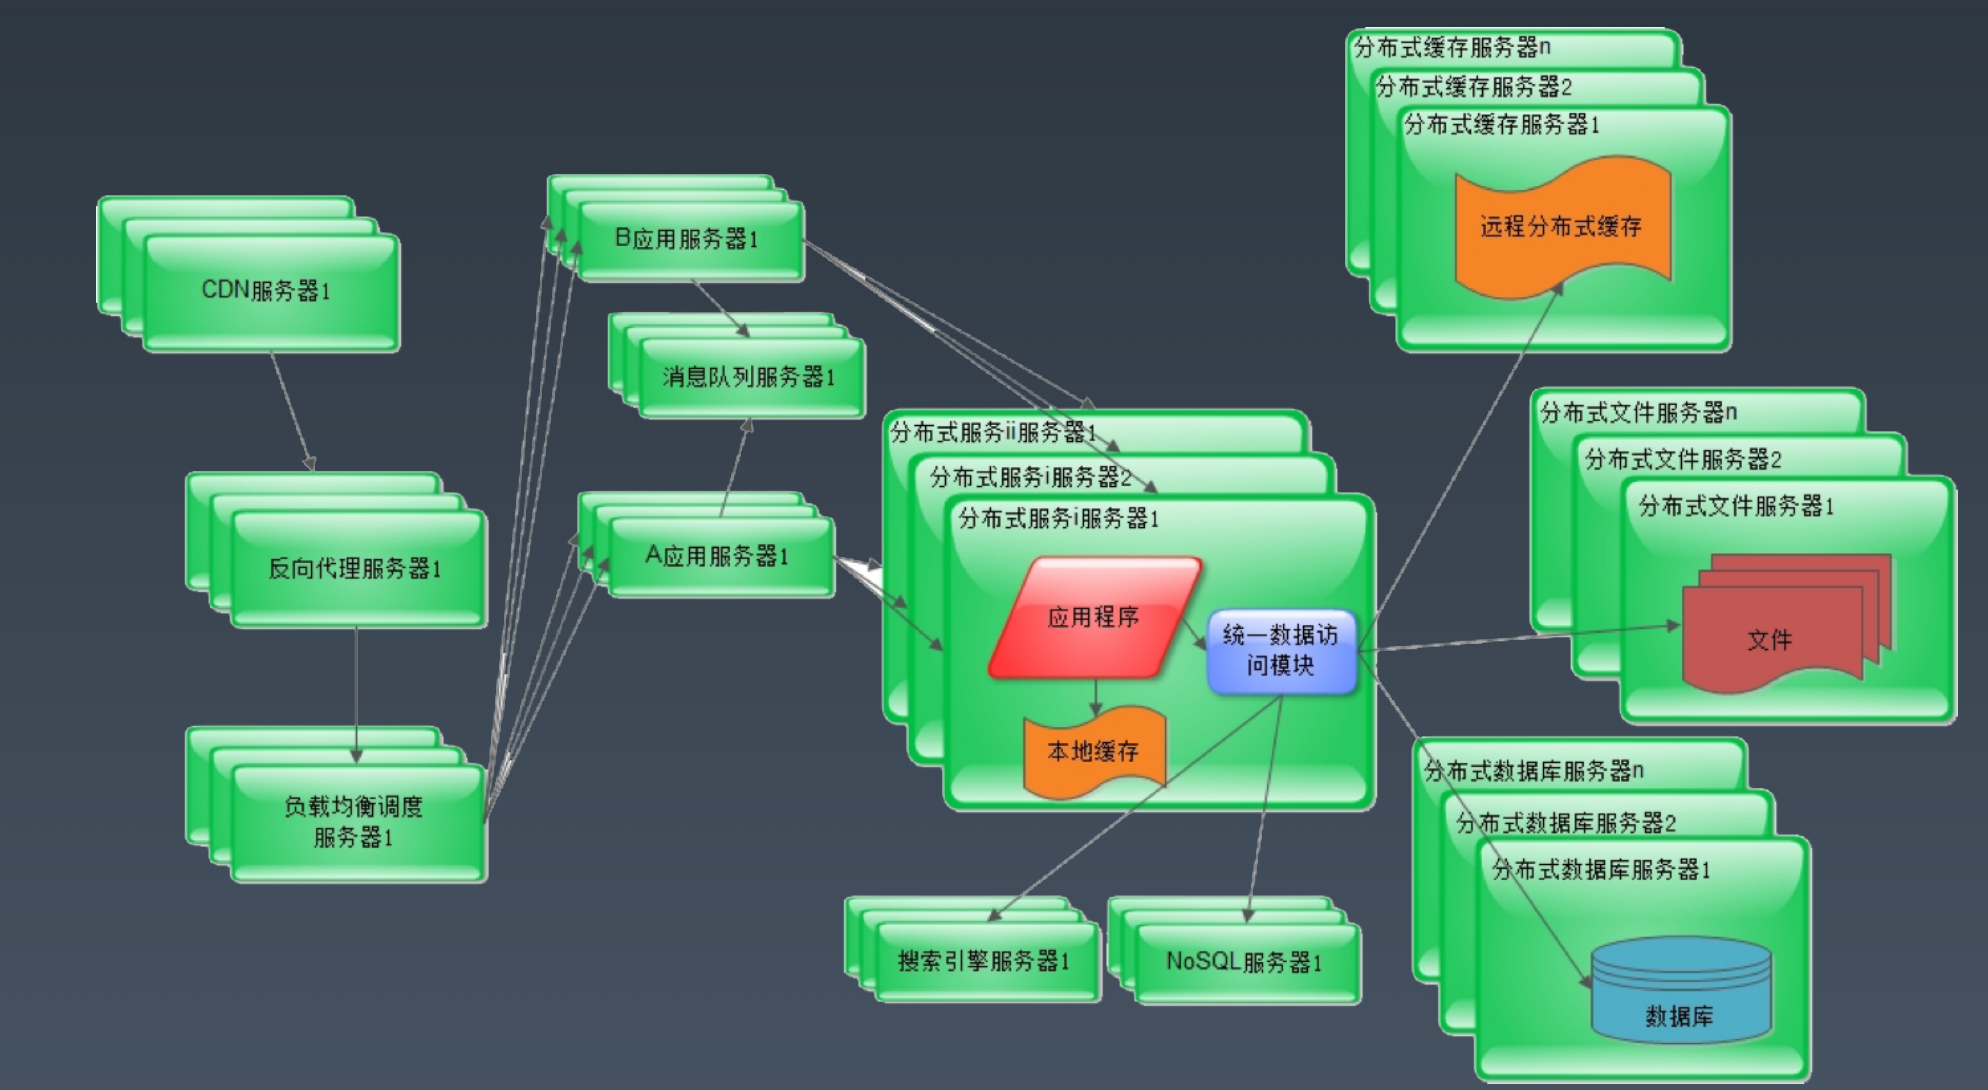 CDN服务器1
反向代理服务器1
负载均衡调度
服务器1
B应用服务器1
消息队列服务器1
A应用服务器1
分布式服务ii服务器1
分布式服务i服务器2
分布式服务i服务器1
应用程序
统一数据访
问模块
本地缓存
搜索引擎服务器1
NoSQL服务器1
分布式缓存服务器n
分布式缓存服务器2
分布式缓存服务器1
远程分布式缓存
分布式文件服务器n
分布式文件服务器2
分布式文件服务器1
文件
分布式数据库服务器n
分布式数据库服务器2
分布式数据库服务器1
数据库